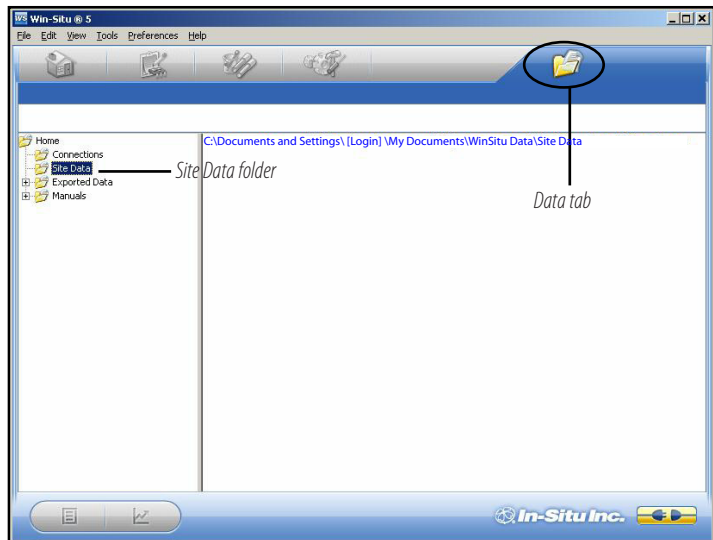 WS Win-Situ ® 5
File Edit View Tools Preferences Help
Home
Connections
Site Data
Exported Data
Manuals
C:\Documents and Settings\ [Login] \My Documents\WinSitu Data\Site Data
Site Data folder
Data tab
In-Situ Inc.